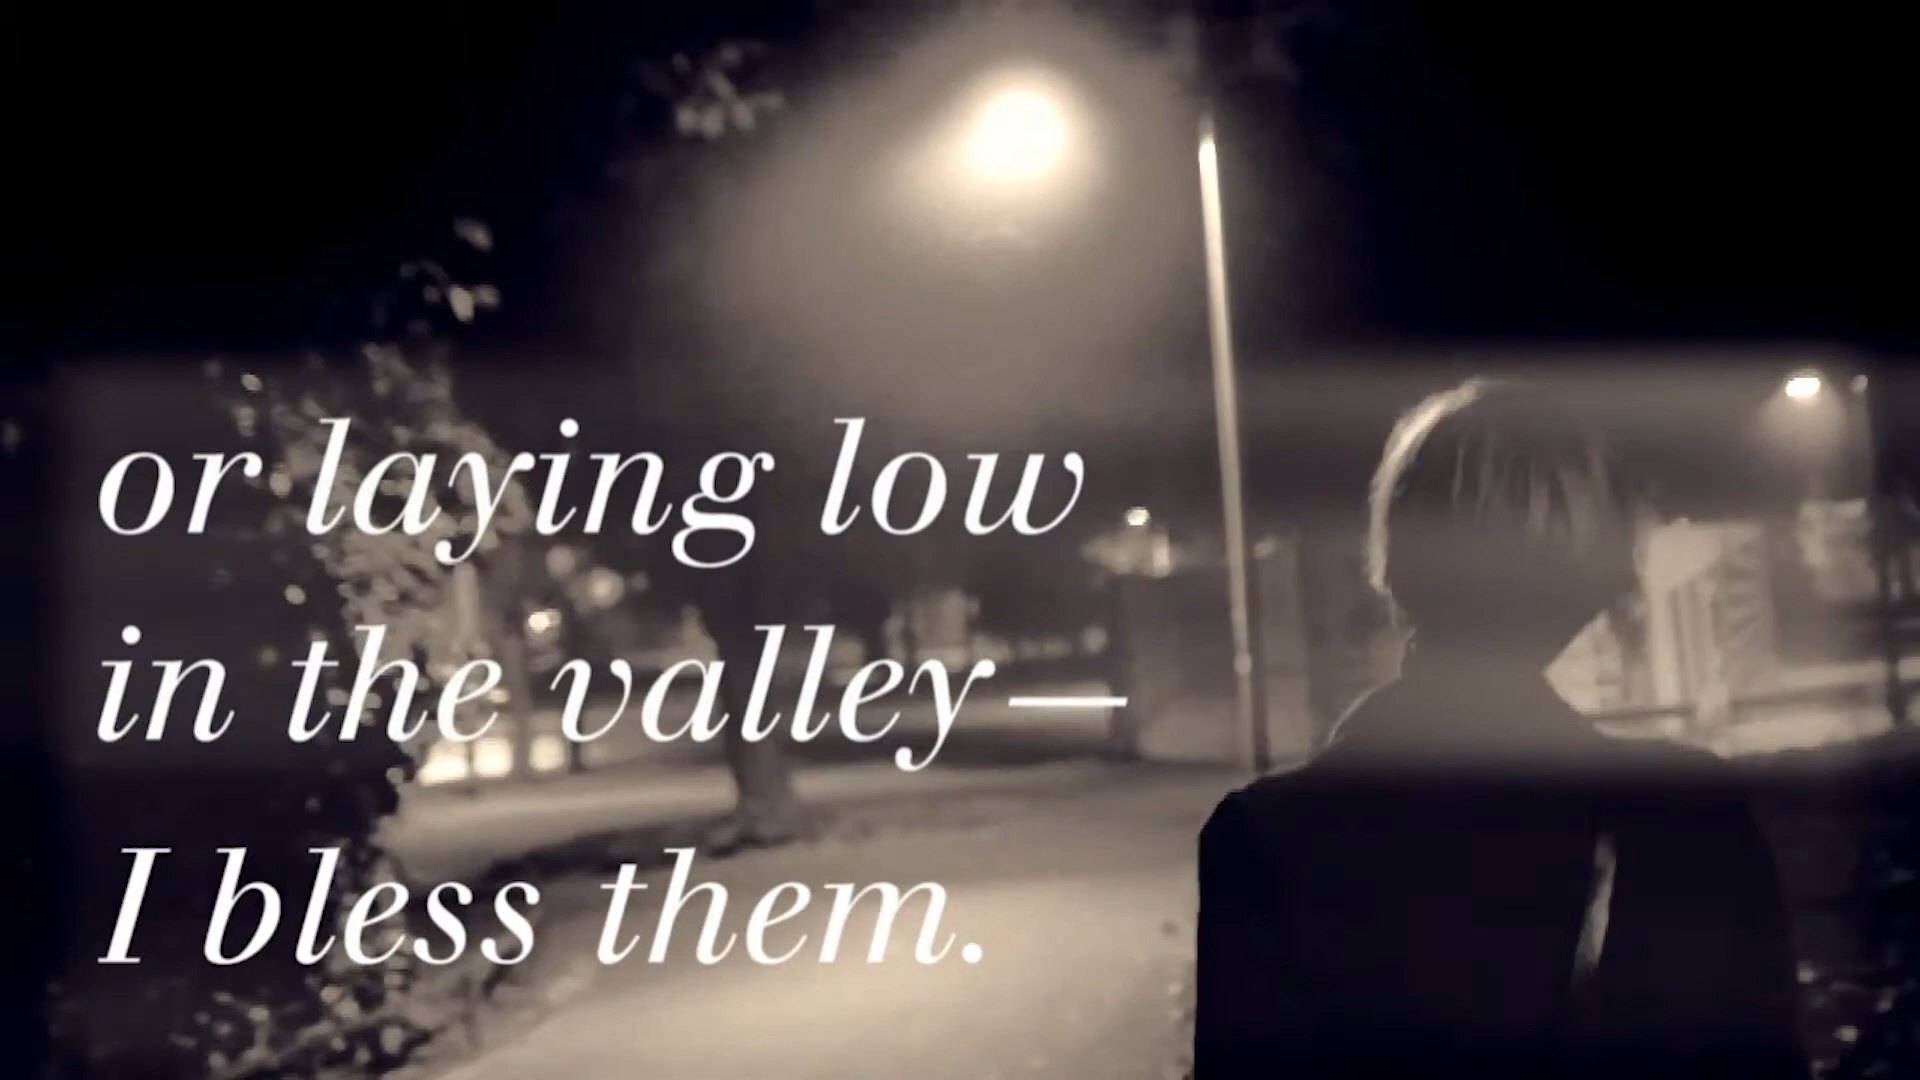 or laying low
in the valley—
I bless them.